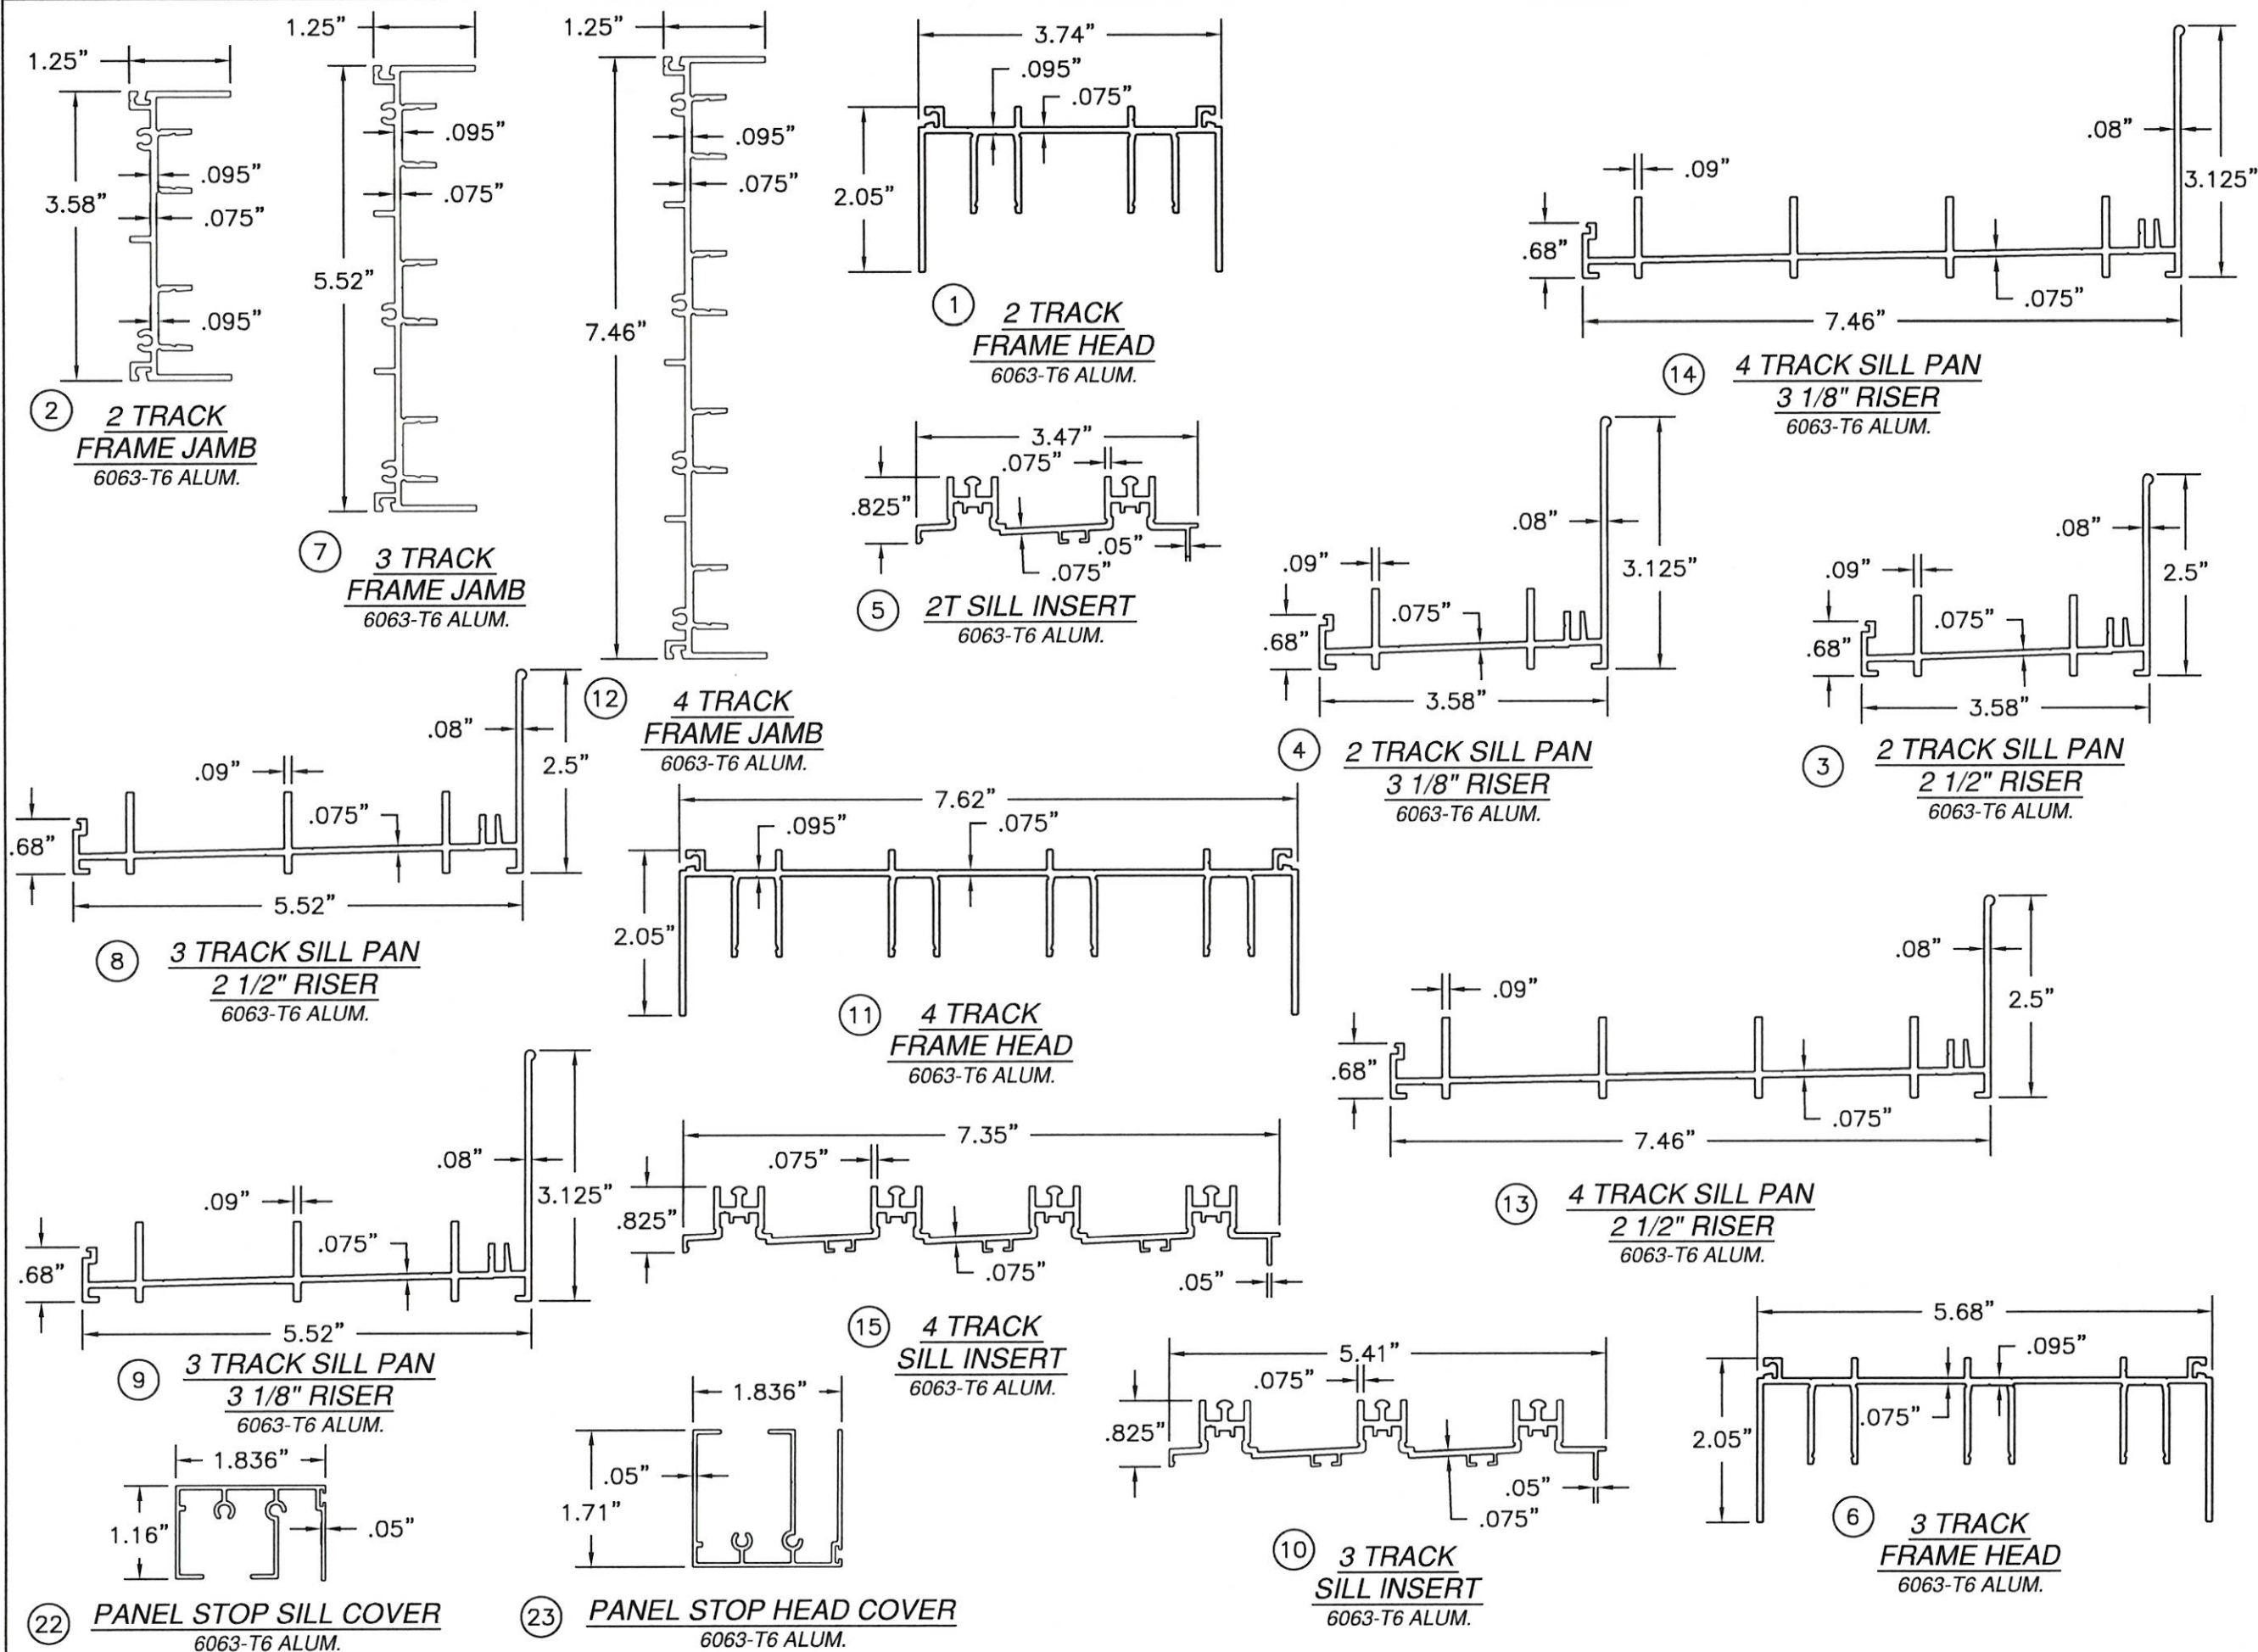 1.25”
3.58”
.095”
.075”
.095”
2
2 TRACK
FRAME JAMB
6063-T6 ALUM.
1.25”
5.52”
.095”
.075”
7
3 TRACK
FRAME JAMB
6063-T6 ALUM.
1.25”
7.46”
.095”
.075”
12
4 TRACK
FRAME JAMB
6063-T6 ALUM.
3.74”
.095”
.075”
2.05”
1
2 TRACK
FRAME HEAD
6063-T6 ALUM.
.08”
3.125”
.09”
.68”
.075”
7.46”
14
4 TRACK SILL PAN
3 1/8" RISER
6063-T6 ALUM.
3.47”
.075”
.825”
.05”
.075”
5
2T SILL INSERT
6063-T6 ALUM.
.08”
.09”
3.125”
.075”
.68”
3.58”
4
2 TRACK SILL PAN
3 1/8" RISER
6063-T6 ALUM.
.08”
.09”
2.5”
.075”
.68”
3.58”
3
2 TRACK SILL PAN
2 1/2" RISER
6063-T6 ALUM.
.08”
.09”
2.5”
.075”
.68”
5.52”
8
3 TRACK SILL PAN
2 1/2" RISER
6063-T6 ALUM.
7.62”
.095”
.075”
2.05”
11
4 TRACK
FRAME HEAD
6063-T6 ALUM.
.08”
.09”
2.5”
.68”
.075”
7.46”
13
4 TRACK SILL PAN
2 1/2" RISER
6063-T6 ALUM.
.08”
3.125”
.09”
.075”
.68”
5.52”
9
3 TRACK SILL PAN
3 1/8" RISER
6063-T6 ALUM.
7.35”
.075”
.825”
.075”
.05”
15
4 TRACK
SILL INSERT
6063-T6 ALUM.
5.41”
.075”
.825”
.05”
.075”
10
3 TRACK
SILL INSERT
6063-T6 ALUM.
5.68”
.095”
.075”
2.05”
6
3 TRACK
FRAME HEAD
6063-T6 ALUM.
1.836”
1.16”
.05”
22
PANEL STOP SILL COVER
6063-T6 ALUM.
1.836”
.05”
1.71”
23
PANEL STOP HEAD COVER
6063-T6 ALUM.